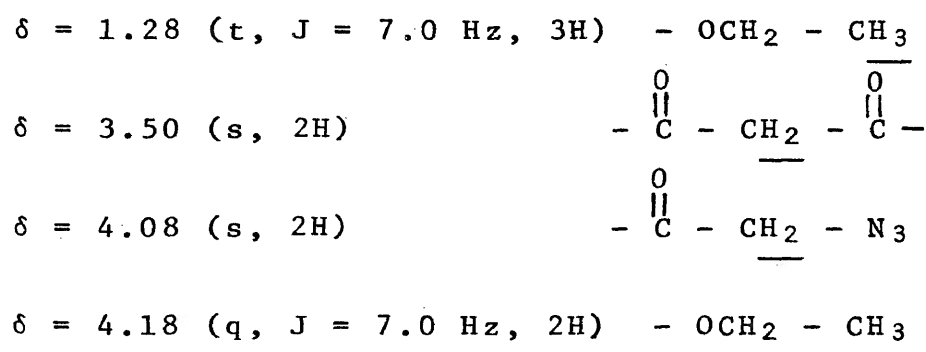 δ = 1.28 (t, J = 7.0 Hz, 3H) - OCH2 - CH3
O O
- C - CH2 - C -
δ = 3.50 (s, 2H)
O
δ = 4.08 (s, 2H) - C - CH2 - N3
δ = 4.18 (q, J = 7.0 Hz, 2H) - OCH2 - CH3